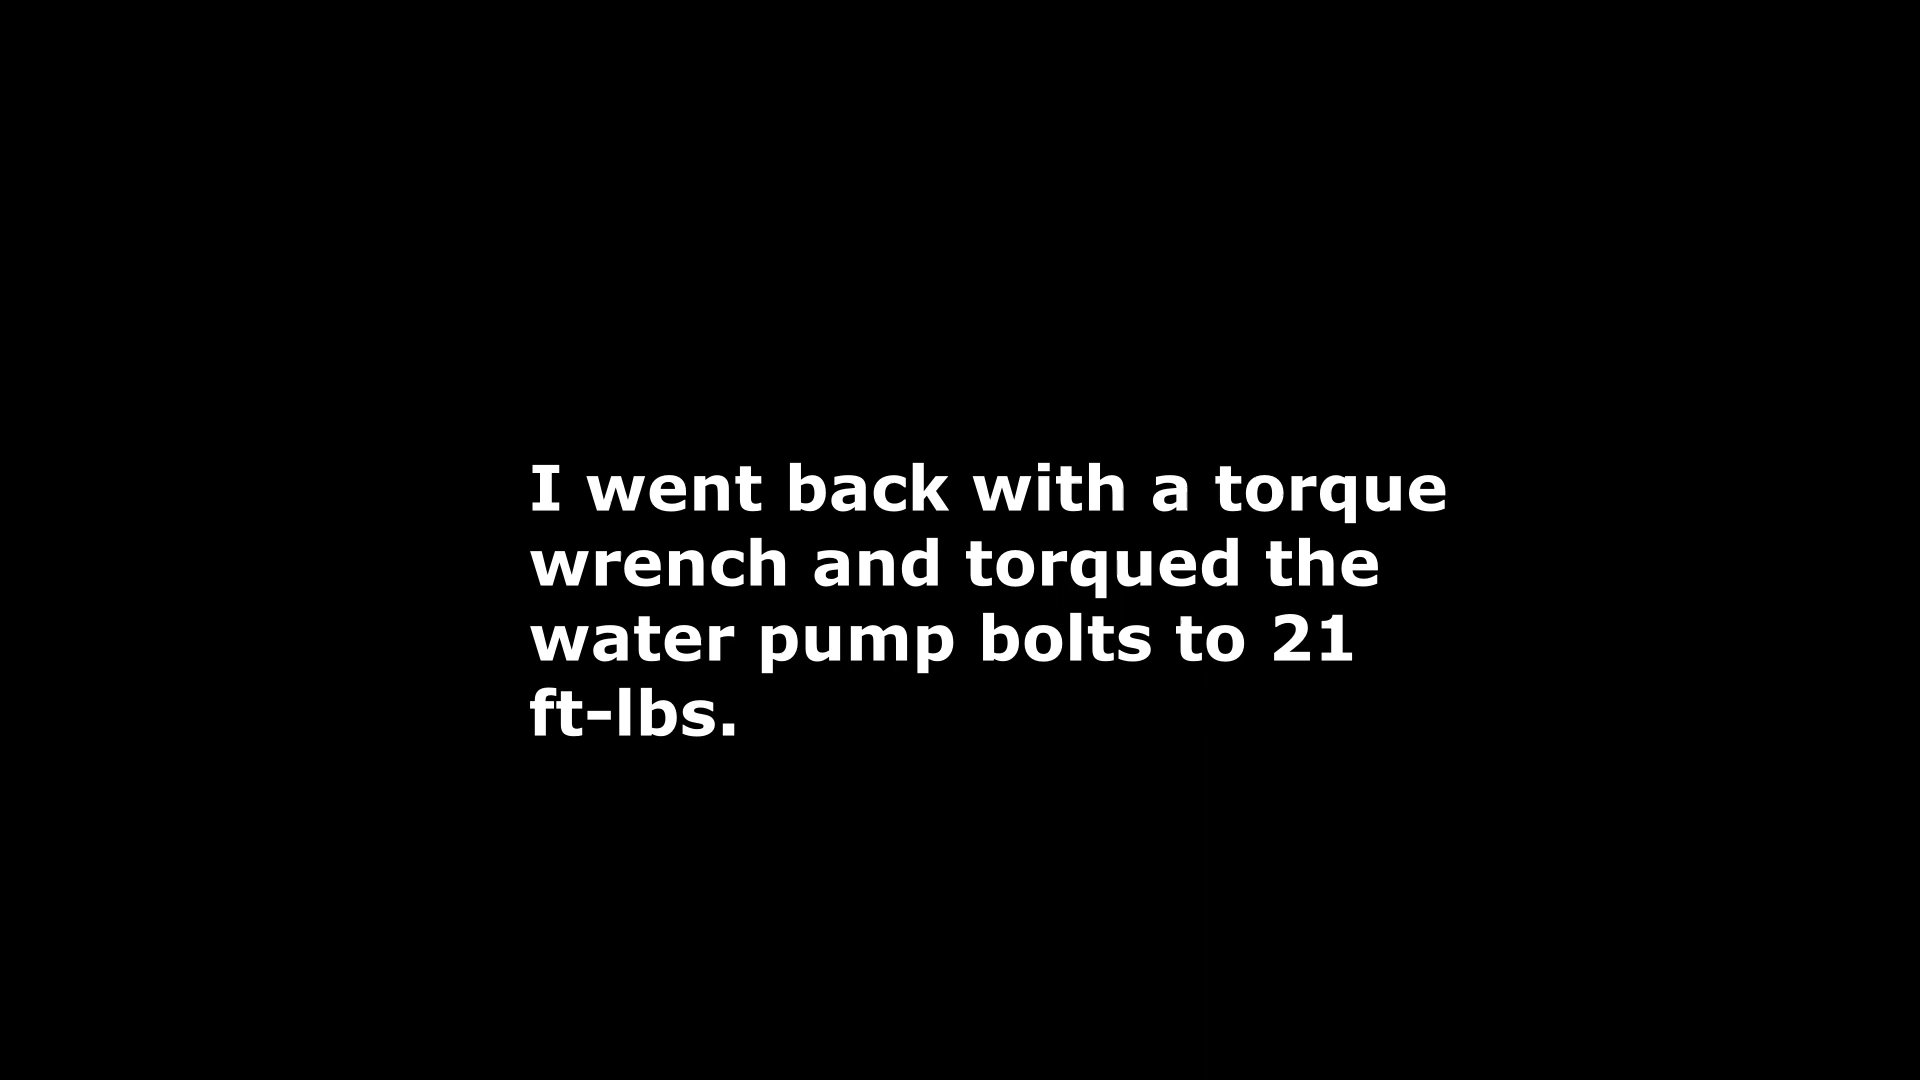 I went back with a torque
wrench and torqued the
water pump bolts to 21
ft-lbs.